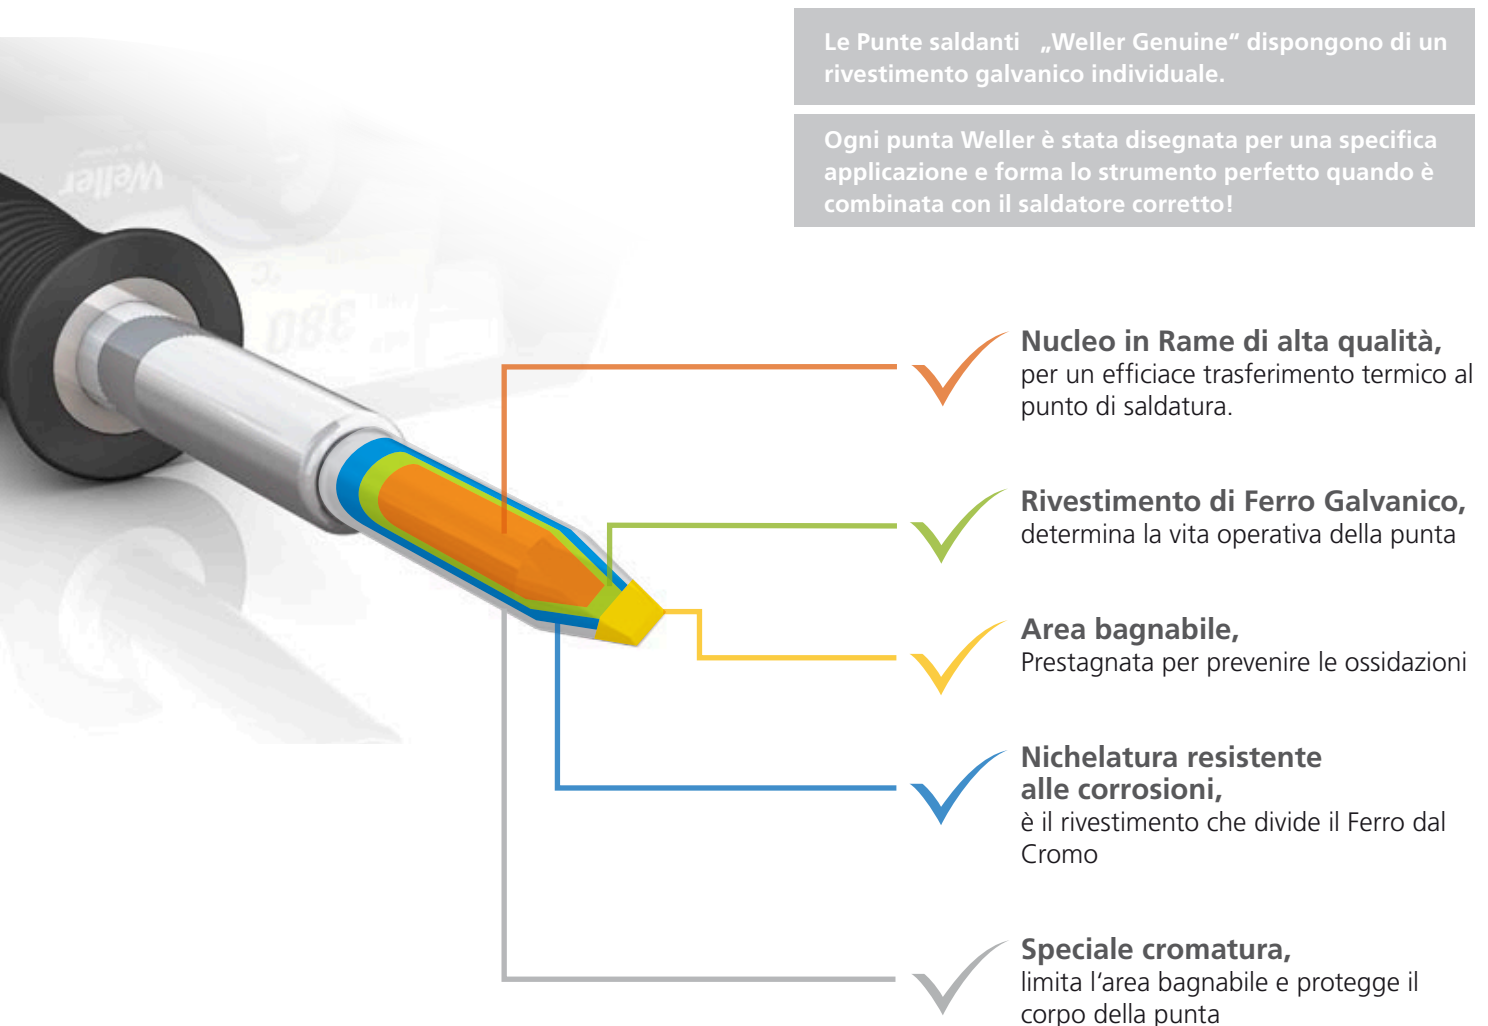 Le Punte saldanti „Weller Genuine“ dispongono di un
rivestimento galvanico individuale.
Ogni punta Weller è stata disegnata per una specifica
applicazione e forma lo strumento perfetto quando è
combinata con il saldatore corretto!
Weller
°C
380
Nucleo in Rame di alta qualità,
per un efficiace trasferimento termico al
punto di saldatura.
Rivestimento di Ferro Galvanico,
determina la vita operativa della punta
Area bagnabile,
Prestagnata per prevenire le ossidazioni
Nichelatura resistente
alle corrosioni,
è il rivestimento che divide il Ferro dal
Cromo
Speciale cromatura,
limita l‘area bagnabile e protegge il
corpo della punta